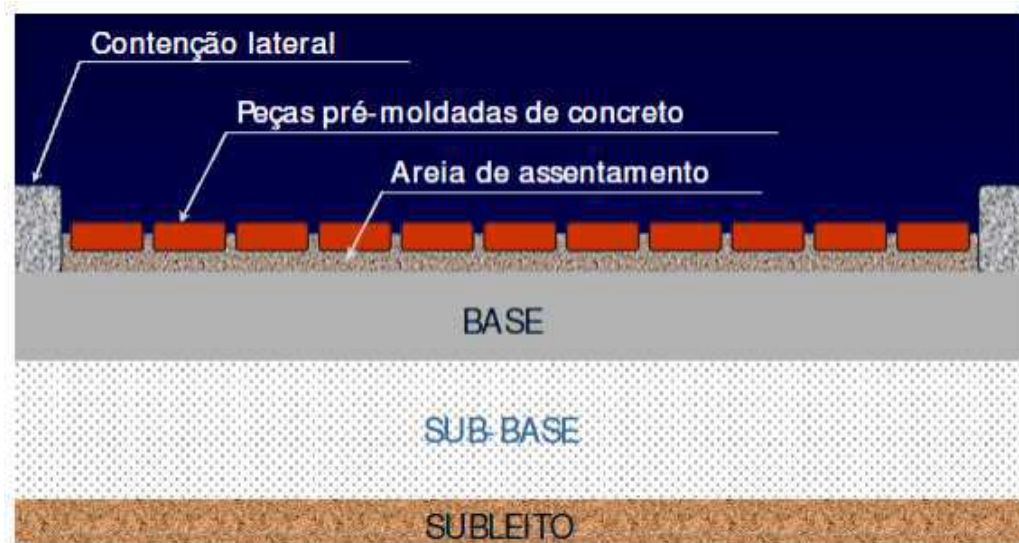 Contenção lateral
Peças pré-moldadas de concreto
Areia de assentamento
BASE
SUB-BASE
SUBLEITO